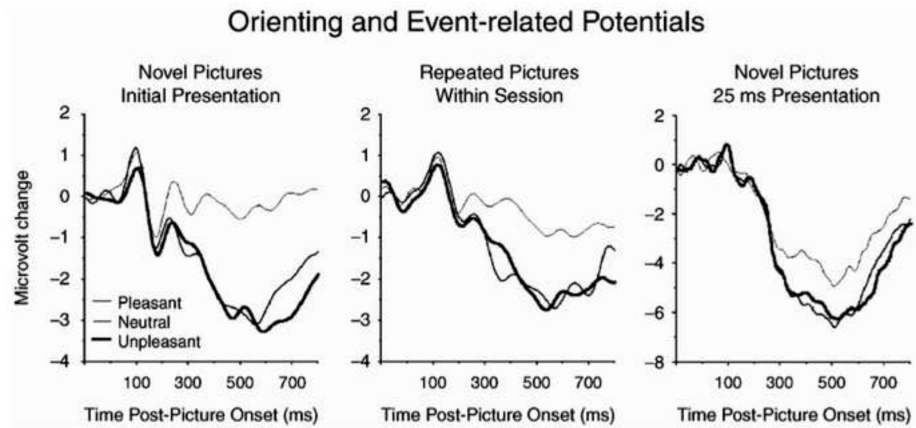 Orienting and Event-related Potentials
Novel Pictures
Initial Presentation
Repeated Pictures
Within Session
Novel Pictures
25 ms Presentation
Microvolt change
2
1
0
−1
−2
−3
−4
Pleasant
Neutral
Unpleasant
100 300 500 700
Time Post-Picture Onset (ms)
2
1
0
−1
−2
−3
−4
100 300 500 700
Time Post-Picture Onset (ms)
2
0
−2
−4
−6
−8
100 300 500 700
Time Post-Picture Onset (ms)